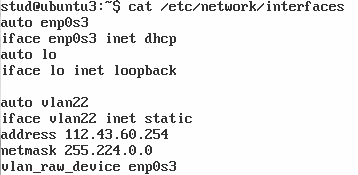 stud@ubuntu3:~$ cat /etc/network/interfaces
auto enp0s3
iface enp0s3 inet dhcp
auto lo
iface lo inet loopback

auto vlan22
iface vlan22 inet static
address 112.43.60.254
netmask 255.224.0.0
vlan_raw_device enp0s3